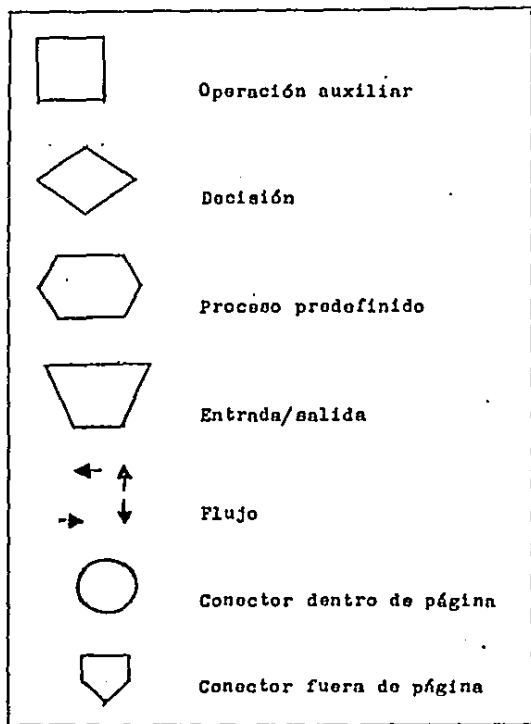 Operación auxiliar
Decisión
Proceso predefinido
Entrada/salida
Flujo
Conector dentro de página
Conector fuera de página